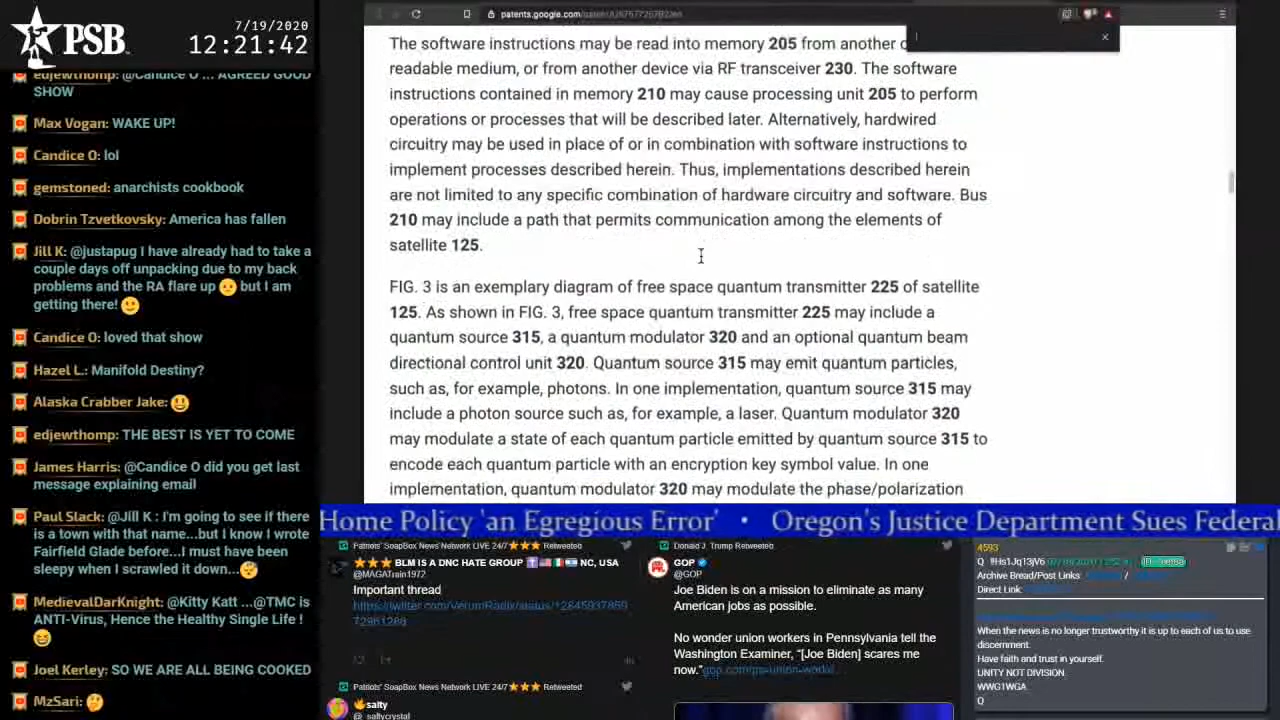 PSB
7/19/2020
12:21:42
edjewthomp: @Candice O ... AGREED GOOD
SHOW
Max Vogan: WAKE UP!
Candice O: lol
gemstoned: anarchists cookbook
Dobrin Tzvetkovsky: America has fallen
Jill K: @justapug I have already had to take a
couple days off unpacking due to my back
problems and the RA flare up 😕 but I am
getting there! 🙂
Candice O: loved that show
Hazel L.: Manifold Destiny?
Alaska Crabber Jake: 😃
edjewthomp: THE BEST IS YET TO COME
James Harris: @Candice O did you get last
message explaining email
Paul Slack: @Jill K : I'm going to see if there
is a town with that name...but I know I wrote
Fairfield Glade before...I must have been
sleepy when I scrawled it down...😴
MedievalDarkKnight: @Kitty Katt ...@TMC is
ANTI-Virus, Hence the Healthy Single Life !
😆
Joel Kerley: SO WE ARE ALL BEING COOKED
MzSari: 🤔
patents.google.com
The software instructions may be read into memory 205 from another
readable medium, or from another device via RF transceiver 230. The software
instructions contained in memory 210 may cause processing unit 205 to perform
operations or processes that will be described later. Alternatively, hardwired
circuitry may be used in place of or in combination with software instructions to
implement processes described herein. Thus, implementations described herein
are not limited to any specific combination of hardware circuitry and software. Bus
210 may include a path that permits communication among the elements of
satellite 125.
FIG. 3 is an exemplary diagram of free space quantum transmitter 225 of satellite
125. As shown in FIG. 3, free space quantum transmitter 225 may include a
quantum source 315, a quantum modulator 320 and an optional quantum beam
directional control unit 320. Quantum source 315 may emit quantum particles,
such as, for example, photons. In one implementation, quantum source 315 may
include a photon source such as, for example, a laser. Quantum modulator 320
may modulate a state of each quantum particle emitted by quantum source 315 to
encode each quantum particle with an encryption key symbol value. In one
implementation, quantum modulator 320 may modulate the phase/polarization
Home Policy 'an Egregious Error' • Oregon's Justice Department Sues Federal
Patriots' SoapBox News Network LIVE 24/7⭐⭐⭐ Retweeted
⭐⭐⭐ BLM IS A DNC HATE GROUP NC, USA
@MAGATrain1972
Important thread
Patriots' SoapBox News Network LIVE 24/7⭐⭐⭐ Retweeted
🔥salty
@_saltycrystal
Donald J. Trump Retweeted
GOP
@GOP
Joe Biden is on a mission to eliminate as many
American jobs as possible.
No wonder union workers in Pennsylvania tell the
Washington Examiner, “[Joe Biden] scares me
now.”
4593
Q !!Hs1Jq13jV6
Archive Bread/Post Links: /
Direct Link:
When the news is no longer trustworthy it is up to each of us to use
discernment.
Have faith and trust in yourself.
UNITY NOT DIVISION.
WWG1WGA
Q